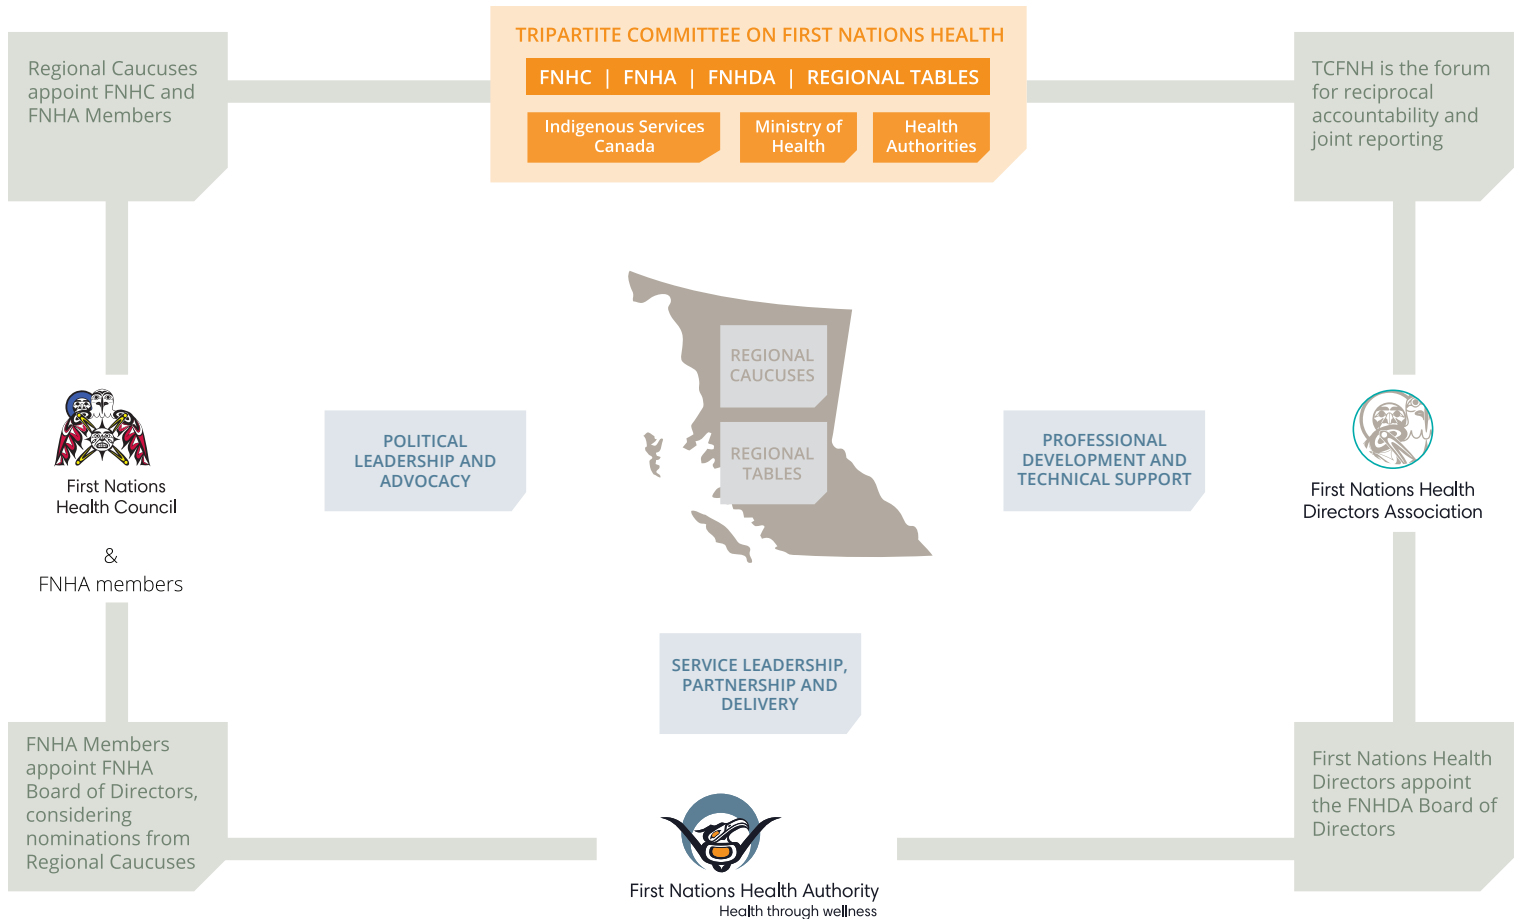 TRIPARTITE COMMITTEE ON FIRST NATIONS HEALTH
FNHC | FNHA | FNHDA | REGIONAL TABLES
Indigenous Services
Canada
Ministry of
Health
Health
Authorities
Regional Caucuses
appoint FNHC and
FNHA Members
TCFNH is the forum
for reciprocal
accountability and
joint reporting
REGIONAL
CAUCUSES
REGIONAL
TABLES
POLITICAL
LEADERSHIP AND
ADVOCACY
PROFESSIONAL
DEVELOPMENT AND
TECHNICAL SUPPORT
First Nations
Health Council
&
FNHA members
First Nations Health
Directors Association
SERVICE LEADERSHIP,
PARTNERSHIP AND
DELIVERY
FNHA Members
appoint FNHA
Board of Directors,
considering
nominations from
Regional Caucuses
First Nations Health
Directors appoint
the FNHDA Board of
Directors
First Nations Health Authority
Health through wellness